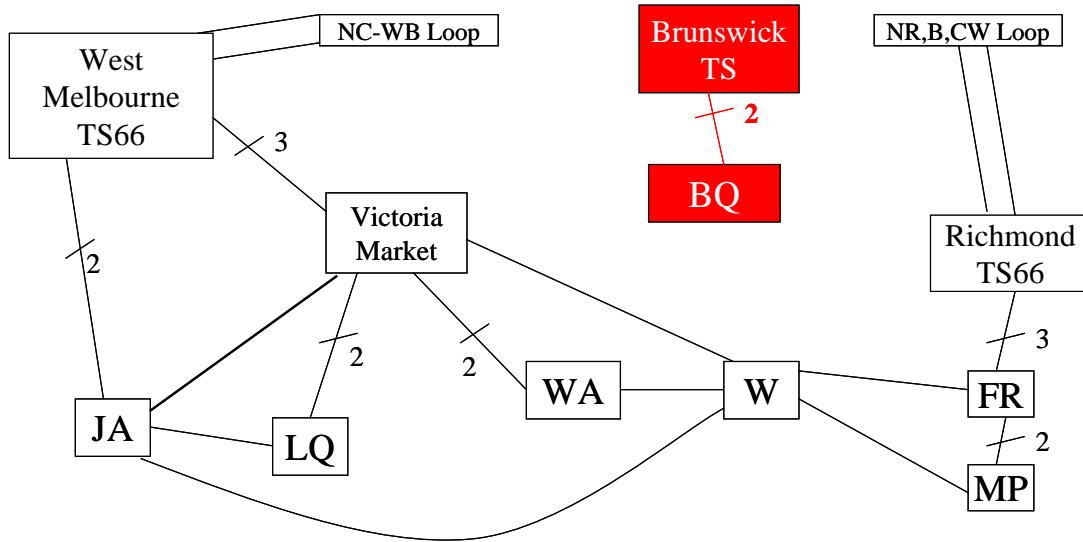 NC-WB Loop
Brunswick
TS
NR,B,CW Loop
West
Melbourne
TS66
2
3
BQ
Victoria
Market
Richmond
TS66
2
2
2
3
WA
W
FR
JA
LQ
2
MP